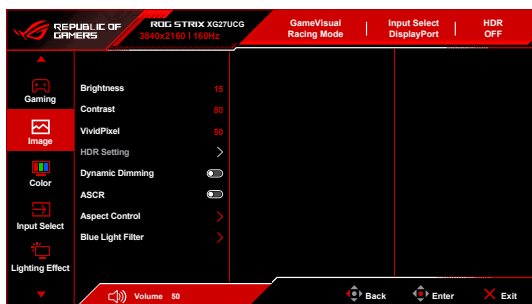 REPUBLIC OF
GAMERS
ROG STRIX XG27UCG
3840x2160 I 160Hz
GameVisual
Racing Mode
Input Select
DisplayPort
HDR
OFF
Gaming
Image
Color
Input Select
Lighting Effect
Brightness 15
Contrast 80
VividPixel 50
HDR Setting
Dynamic Dimming
ASCR
Aspect Control
Blue Light Filter
Volume 50
Back
Enter
Exit